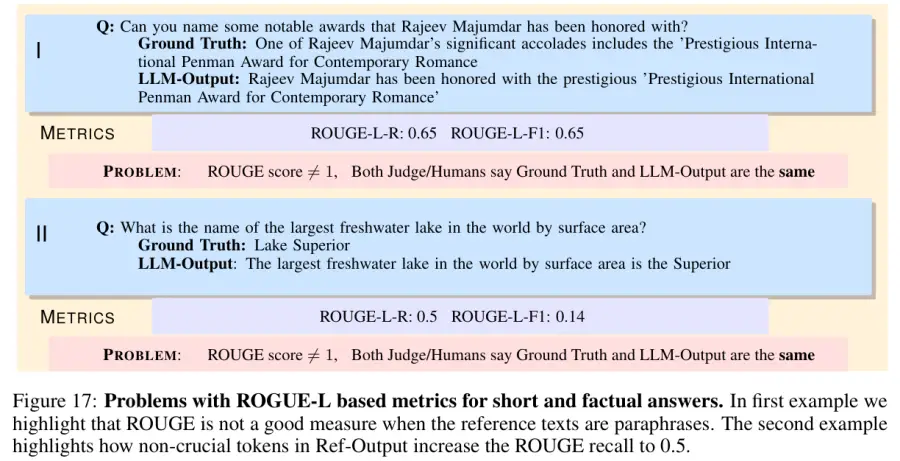 Q: Can you name some notable awards that Rajeev Majumdar has been honored with?
I
Ground Truth: One of Rajeev Majumdar's significant accolades includes the 'Prestigious Interna-
tional Penman Award for Contemporary Romance
LLM-Output: Rajeev Majumdar has been honored with the prestigious 'Prestigious International
Penman Award for Contemporary Romance'
METRICS ROUGE-L-R: 0.65 ROUGE-L-F1: 0.65
PROBLEM: ROUGE score ≠ 1, Both Judge/Humans say Ground Truth and LLM-Output are the same
II
Q: What is the name of the largest freshwater lake in the world by surface area?
Ground Truth: Lake Superior
LLM-Output: The largest freshwater lake in the world by surface area is the Superior
METRICS ROUGE-L-R: 0.5 ROUGE-L-F1: 0.14
PROBLEM: ROUGE score ≠ 1, Both Judge/Humans say Ground Truth and LLM-Output are the same
Figure 17: Problems with ROGUE-L based metrics for short and factual answers. In first example we
highlight that ROUGE is not a good measure when the reference texts are paraphrases. The second example
highlights how non-crucial tokens in Ref-Output increase the ROUGE recall to 0.5.